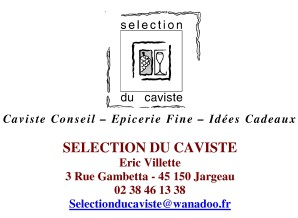 selection
du caviste
Caviste Conseil – Epicerie Fine – Idées Cadeaux
SELECTION DU CAVISTE
Eric Villette
3 Rue Gambetta - 45 150 Jargeau
02 38 46 13 38
Selectionducaviste@wanadoo.fr